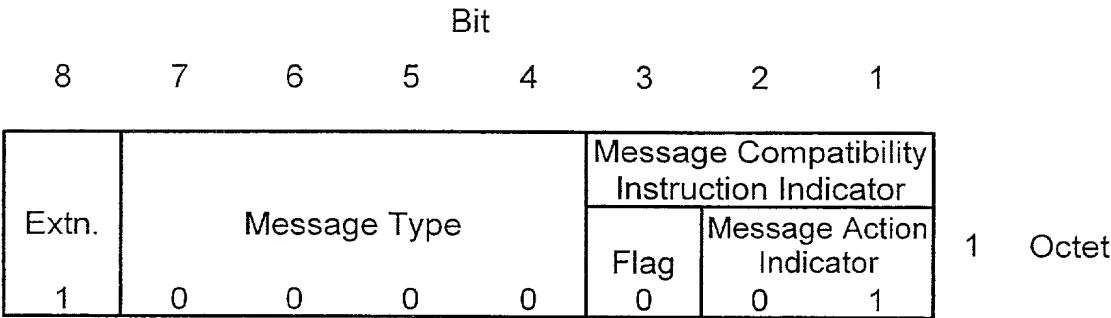 Bit
8 7 6 5 4 3 2 1
Message Compatibility
Instruction Indicator
Extn. Message Type
Message Action
Flag Indicator
1 Octet
1 0 0 0 0 0 0 1